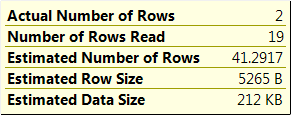 Actual Number of Rows 2
Number of Rows Read 19
Estimated Number of Rows 41.2917
Estimated Row Size 5265 B
Estimated Data Size 212 KB